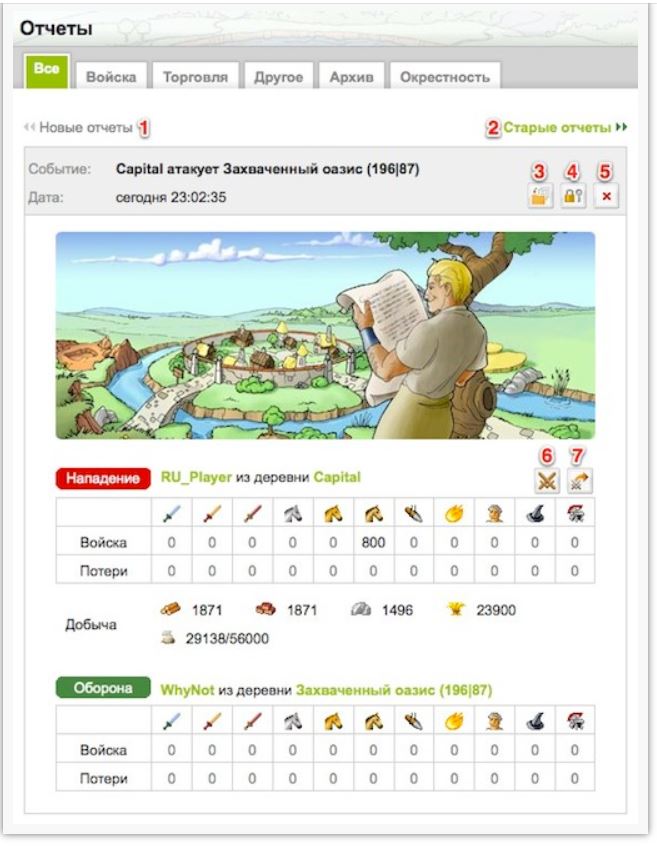 Отчеты
Все Войска Торговля Другое Архив Окрестность
Новые отчеты 1 2 Старые отчеты
Событие: Capital атакует Захваченный оазис (196|87) 3 4 5
Дата: сегодня 23:02:35
6 7
Нападение RU_Player из деревни Capital
Войска 0 0 0 0 0 800 0 0 0 0 0
Потери 0 0 0 0 0 0 0 0 0 0 0
Добыча 1871 1871 1496 23900
29138/56000
Оборона WhyNot из деревни Захваченный оазис (196|87)
Войска 0 0 0 0 0 0 0 0 0 0 0
Потери 0 0 0 0 0 0 0 0 0 0 0